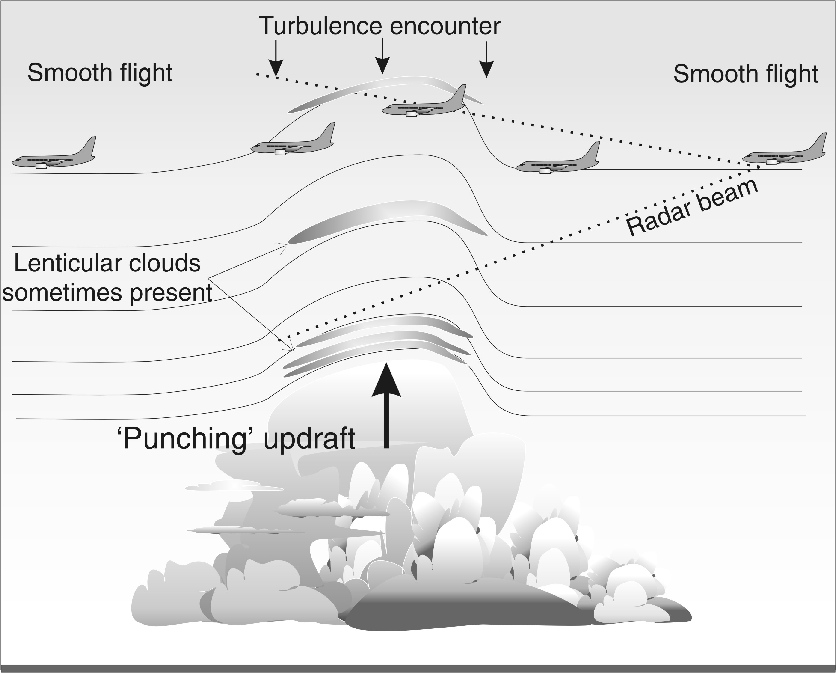 Turbulence encounter
Smooth flight
Smooth flight
Radar beam
Lenticular clouds
sometimes present
‘Punching’ updraft